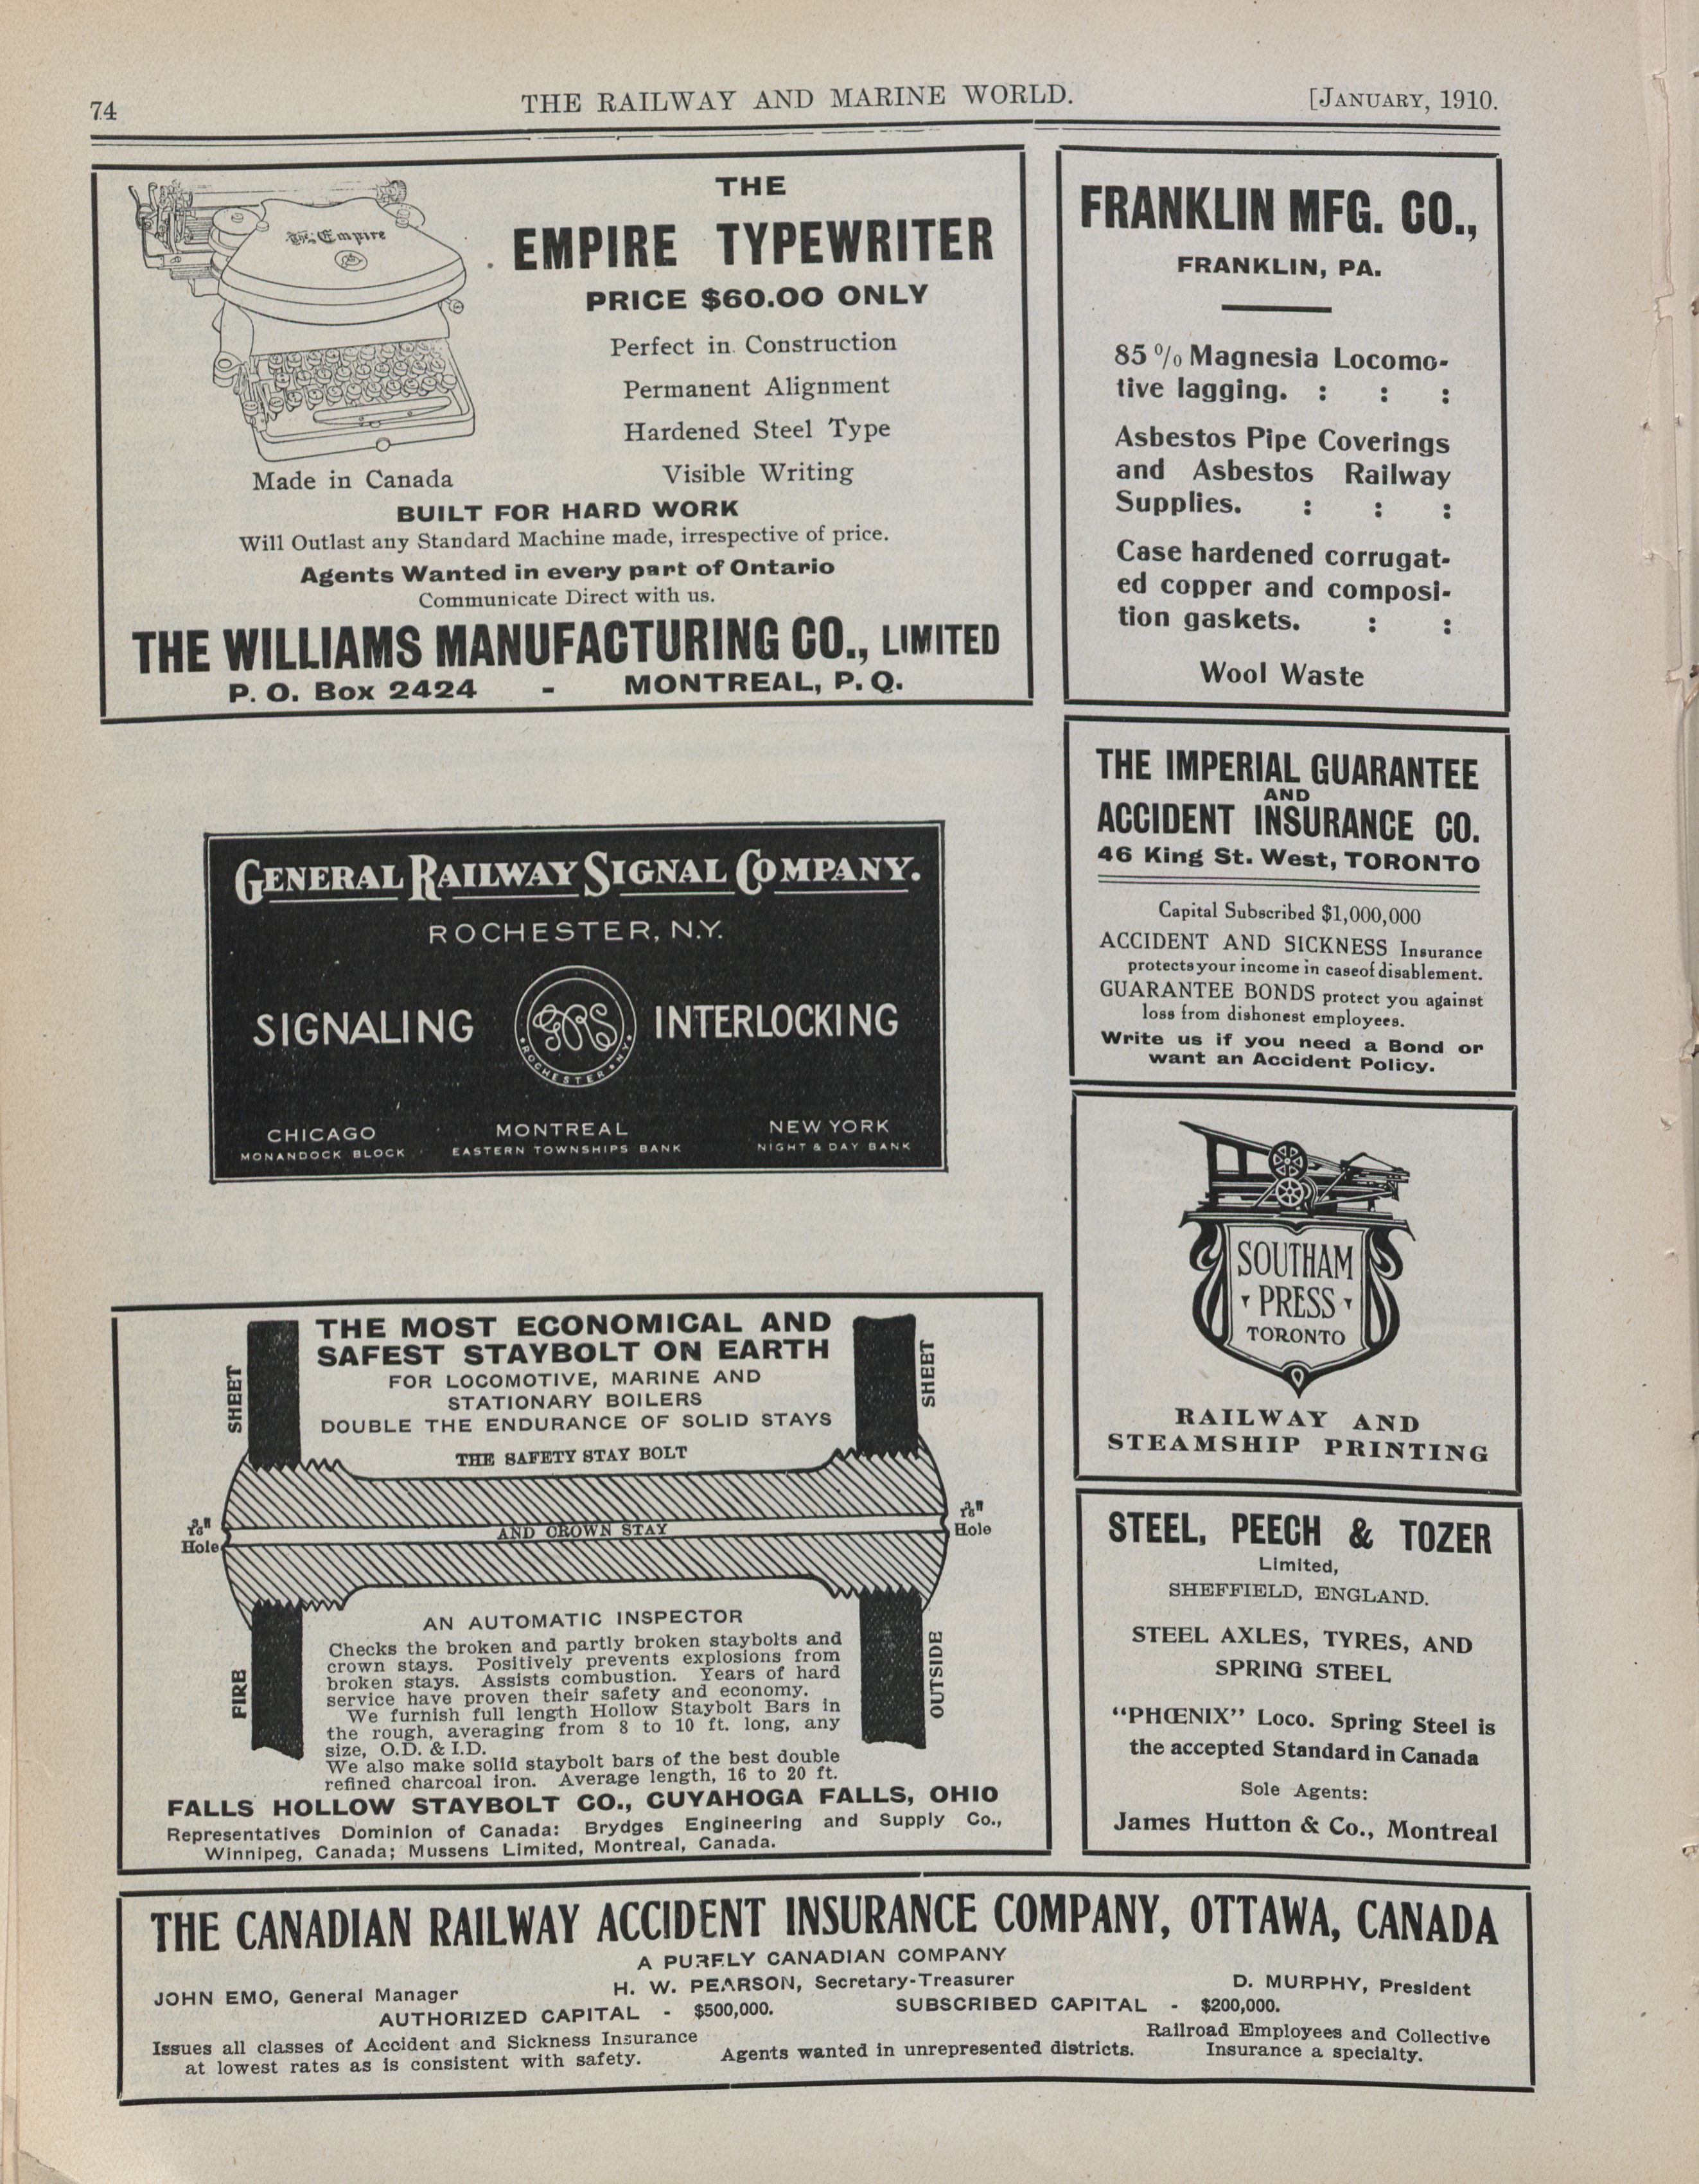 74
THE RAILWAY AND MARINE WORLD.
[JANUARY, 1910.
The Empire
THE
EMPIRE TYPEWRITER
PRICE $60.00 ONLY
Perfect in Construction
Permanent Alignment
Hardened Steel Type
Made in Canada
Visible Writing
BUILT FOR HARD WORK
Will Outlast any Standard Machine made, irrespective of price.
Agents Wanted in every part of Ontario
Communicate Direct with us.
THE WILLIAMS MANUFACTURING CO., LIMITED
P. O. Box 2424 - MONTREAL, P. Q.
FRANKLIN MFG. CO.,
FRANKLIN, PA.
85 % Magnesia Locomo-
tive lagging. : : :
Asbestos Pipe Coverings
and Asbestos Railway
Supplies. : : :
Case hardened corrugat-
ed copper and composi-
tion gaskets. : :
Wool Waste
THE IMPERIAL GUARANTEE
AND
ACCIDENT INSURANCE CO.
46 King St. West, TORONTO
Capital Subscribed $1,000,000
ACCIDENT AND SICKNESS Insurance
protects your income in caseof disablement.
GUARANTEE BONDS protect you against
loss from dishonest employees.
Write us if you need a Bond or
want an Accident Policy.
GENERAL RAILWAY SIGNAL COMPANY.
ROCHESTER, N.Y.
SIGNALING GRS INTERLOCKING
ROCHESTER N.Y.
CHICAGO
MONANDOCK BLOCK
MONTREAL
EASTERN TOWNSHIPS BANK
NEW YORK
NIGHT & DAY BANK
SOUTHAM
PRESS
TORONTO
RAILWAY AND
STEAMSHIP PRINTING
THE MOST ECONOMICAL AND
SAFEST STAYBOLT ON EARTH
FOR LOCOMOTIVE, MARINE AND
STATIONARY BOILERS
DOUBLE THE ENDURANCE OF SOLID STAYS
SHEET
SHEET
THE SAFETY STAY BOLT
3/16" Hole
AND CROWN STAY
3/16" Hole
FIRE
OUTSIDE
AN AUTOMATIC INSPECTOR
Checks the broken and partly broken staybolts and
crown stays. Positively prevents explosions from
broken stays. Assists combustion. Years of hard
service have proven their safety and economy.
We furnish full length Hollow Staybolt Bars in
the rough, averaging from 8 to 10 ft. long, any
size, O.D. & I.D.
We also make solid staybolt bars of the best double
refined charcoal iron. Average length, 16 to 20 ft.
FALLS HOLLOW STAYBOLT CO., CUYAHOGA FALLS, OHIO
Representatives Dominion of Canada: Brydges Engineering and Supply Co.,
Winnipeg, Canada; Mussens Limited, Montreal, Canada.
STEEL, PEECH & TOZER
Limited,
SHEFFIELD, ENGLAND.
STEEL AXLES, TYRES, AND
SPRING STEEL
"PHŒNIX" Loco. Spring Steel is
the accepted Standard in Canada
Sole Agents:
James Hutton & Co., Montreal
THE CANADIAN RAILWAY ACCIDENT INSURANCE COMPANY, OTTAWA, CANADA
A PURELY CANADIAN COMPANY
JOHN EMO, General Manager
H. W. PEARSON, Secretary-Treasurer
D. MURPHY, President
AUTHORIZED CAPITAL - $500,000.
SUBSCRIBED CAPITAL - $200,000.
Issues all classes of Accident and Sickness Insurance
at lowest rates as is consistent with safety.
Agents wanted in unrepresented districts.
Railroad Employees and Collective
Insurance a specialty.